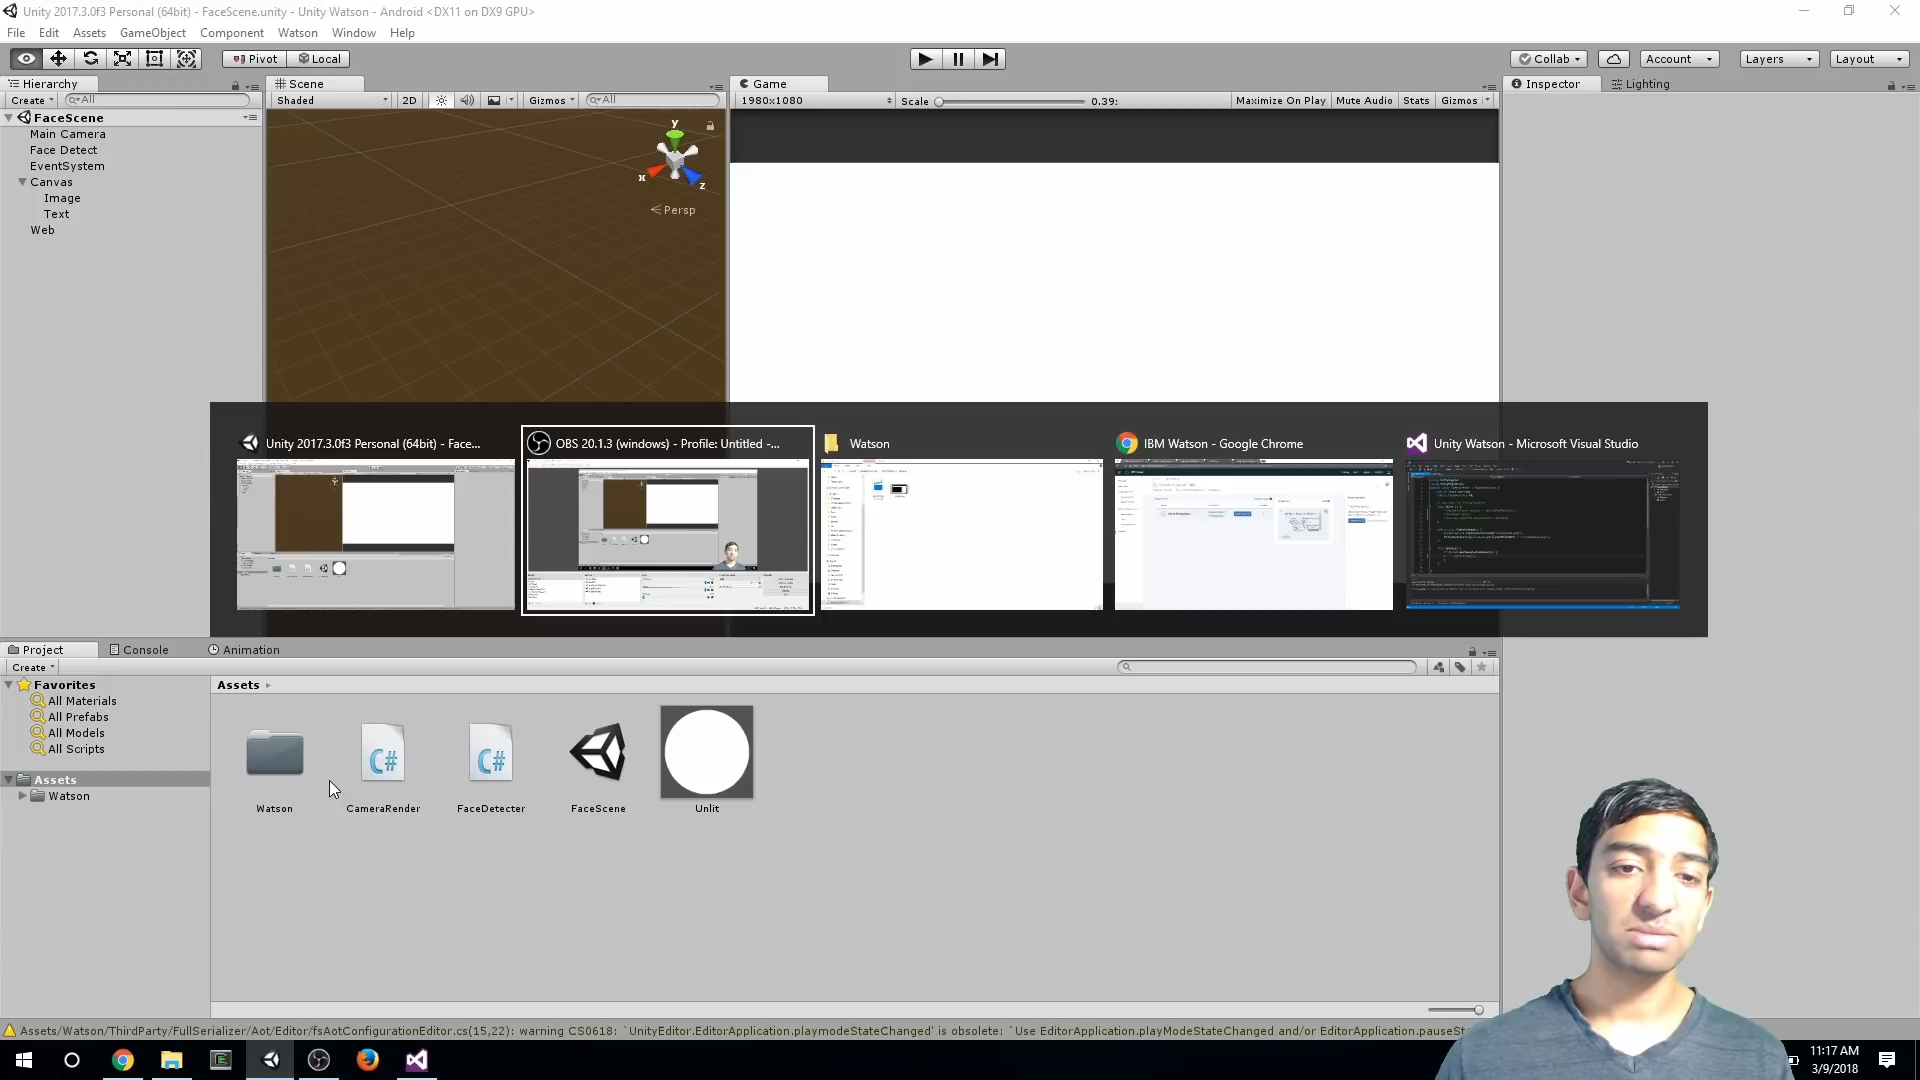 Unity 2017.3.0f3 Personal (64bit) - FaceScene.unity - Unity Watson - Android <DX11 on DX9 GPU>
File Edit Assets GameObject Component Watson Window Help
Pivot Local Collab Account Layers Layout
Hierarchy Scene Game Inspector Lighting
Create All Shaded 2D Gizmos All 1980x1080 Scale 0.39: Maximize On Play Mute Audio Stats Gizmos
FaceScene
Main Camera
Face Detect
EventSystem
Canvas
Image
Text
Web
y
x
z
Persp
Unity 2017.3.0f3 Personal (64bit) - Face...
OBS 20.1.3 (windows) - Profile: Untitled -...
Watson
IBM Watson - Google Chrome
Unity Watson - Microsoft Visual Studio
Project Console Animation
Create
Favorites
All Materials
All Prefabs
All Models
All Scripts
Assets
Watson
Assets
C# C#
Watson CameraRender FaceDetecter FaceScene Unlit
Assets/Watson/ThirdParty/FullSerializer/Aot/Editor/fsAotConfigurationEditor.cs(15,22): warning CS0618: `UnityEditor.EditorApplication.playmodeStateChanged' is obsolete: `Use EditorApplication.playModeStateChanged and/or EditorApplication.pauseSt
11:17 AM
3/9/2018